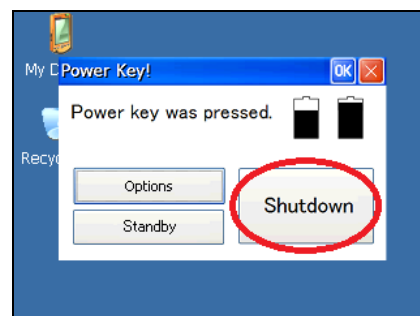 My D
Power Key!
OK
Power key was pressed.
Recyc
Options
Shutdown
Standby